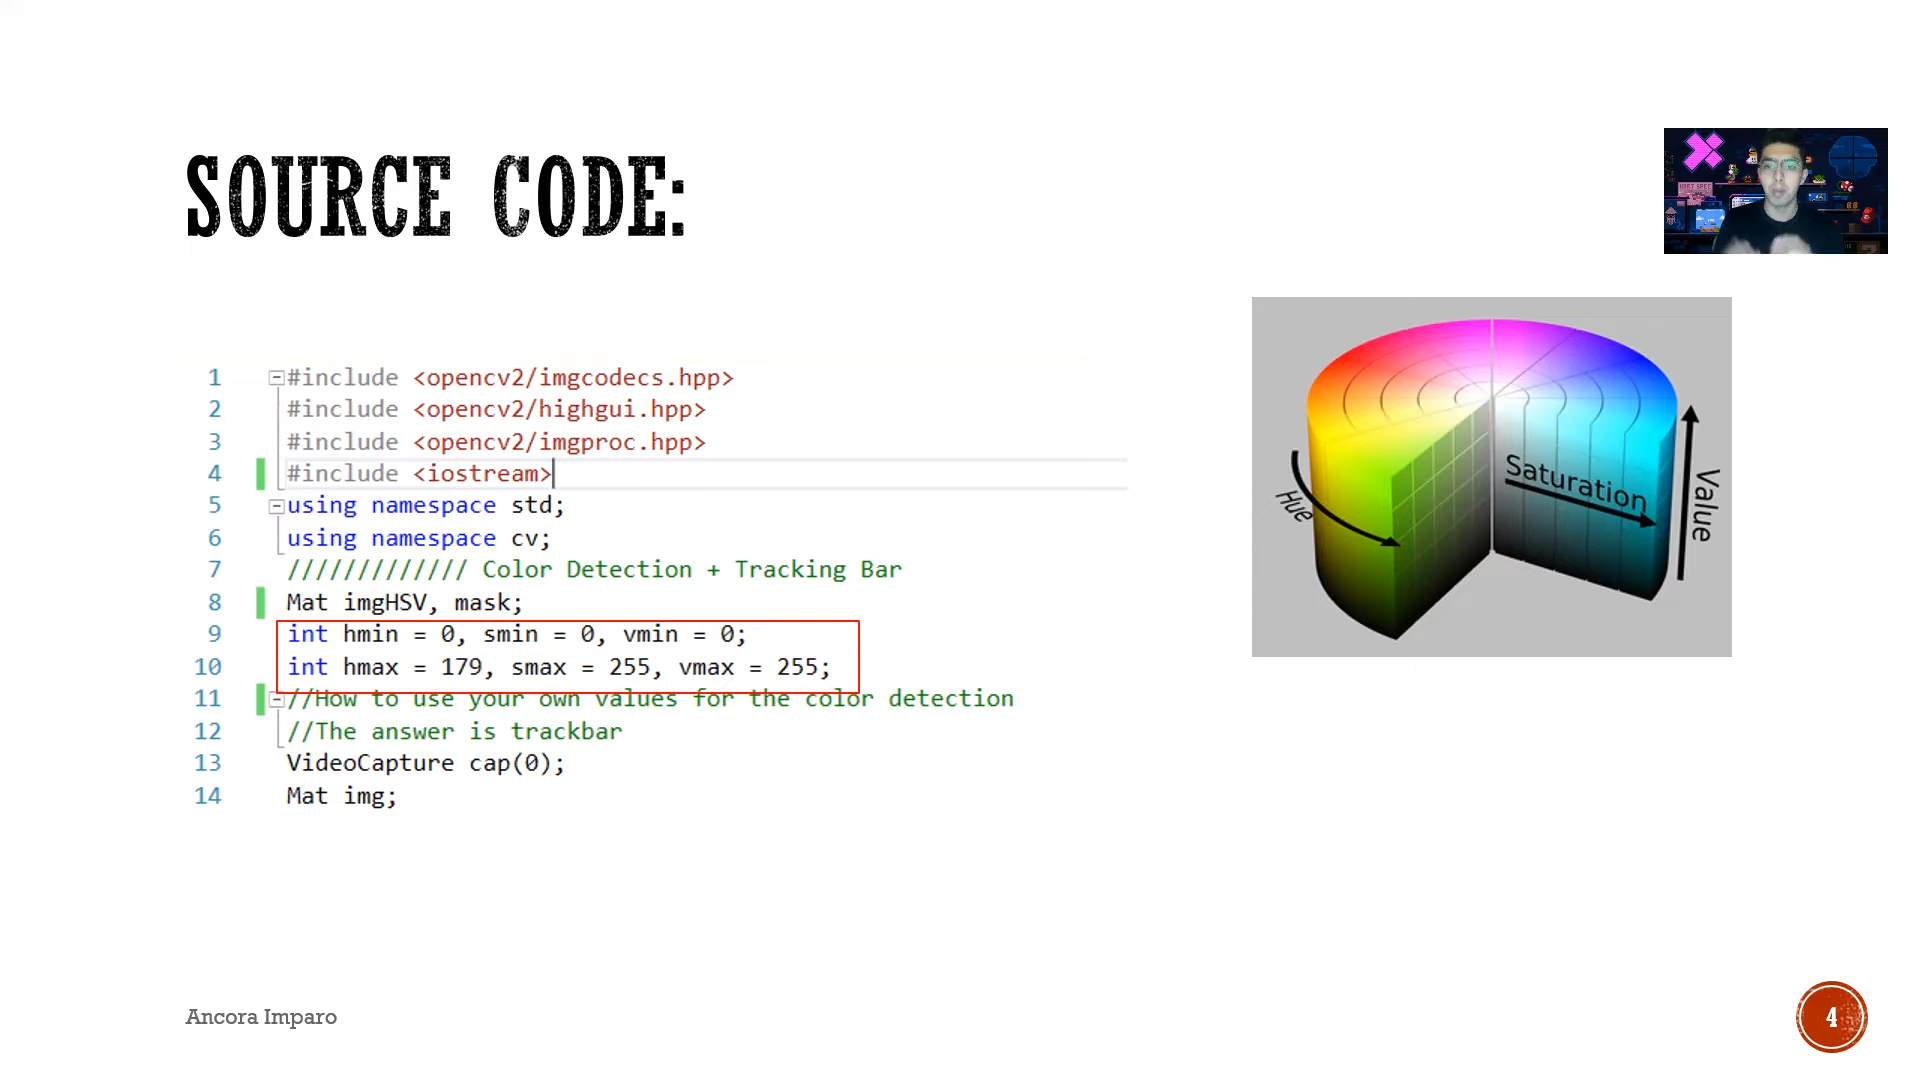 SOURCE CODE:
1 #include <opencv2/imgcodecs.hpp>
2 #include <opencv2/highgui.hpp>
3 #include <opencv2/imgproc.hpp>
4 #include <iostream>
5 using namespace std;
6 using namespace cv;
7 ///////////// Color Detection + Tracking Bar
8 Mat imgHSV, mask;
9 int hmin = 0, smin = 0, vmin = 0;
10 int hmax = 179, smax = 255, vmax = 255;
11 //How to use your own values for the color detection
12 //The answer is trackbar
13 VideoCapture cap(0);
14 Mat img;
Hue
Saturation
Value
Ancora Imparo
4